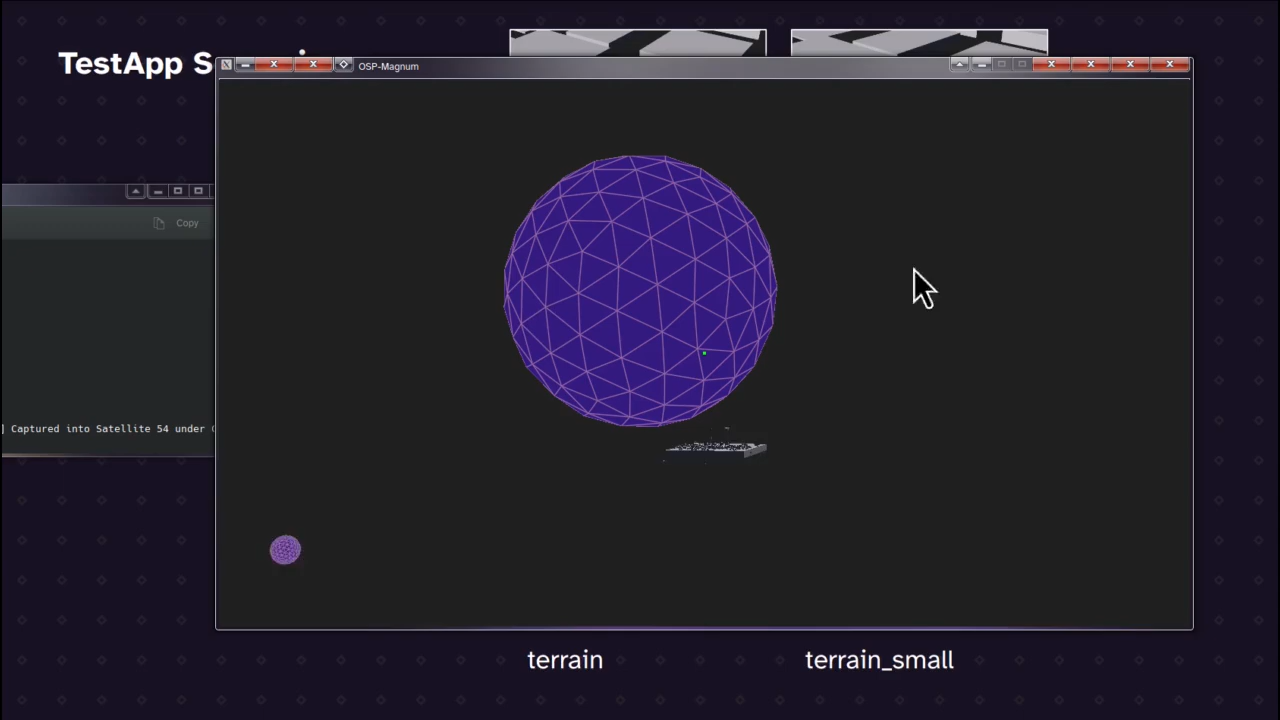 TestApp S
OSP-Magnum
Copy
] Captured into Satellite 54 under
terrain
terrain_small